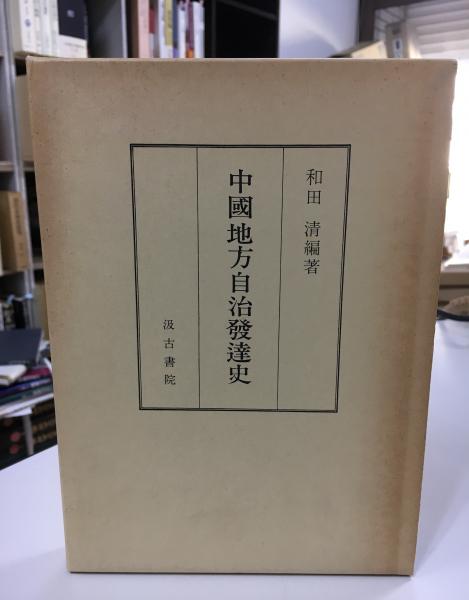 和田 清編著
中國地方自治發達史
汲古書院